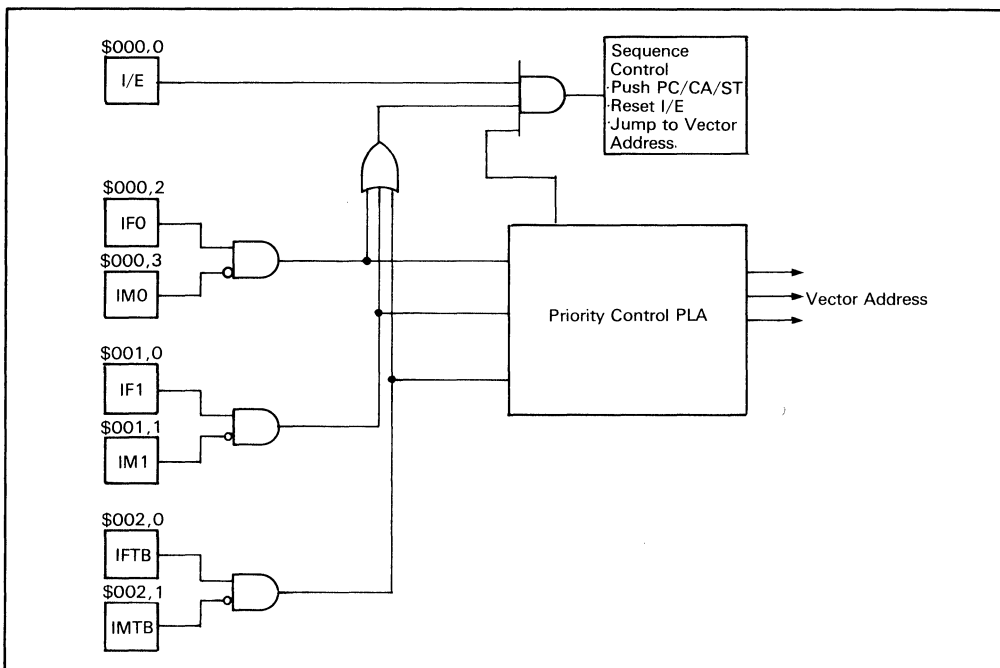 $000,0
I/E
Sequence
Control
·Push PC/CA/ST
·Reset I/E
·Jump to Vector
Address.
$000,2
IF0
$000,3
IM0
Priority Control PLA
Vector Address
$001,0
IF1
$001,1
IM1
$002,0
IFTB
$002,1
IMTB